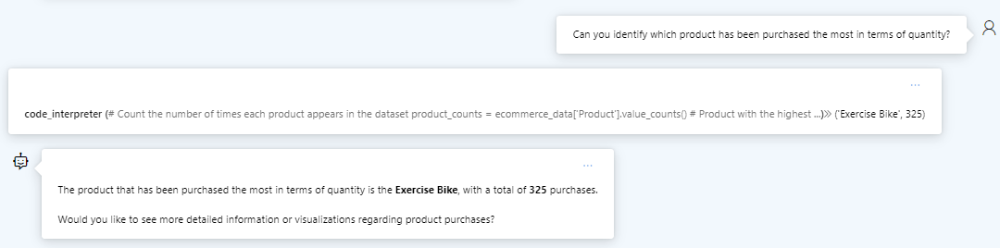 Can you identify which product has been purchased the most in terms of quantity?
...
code_interpreter (# Count the number of times each product appears in the dataset product_counts = ecommerce_data['Product'].value_counts() # Product with the highest ...)» ('Exercise Bike', 325)
...
The product that has been purchased the most in terms of quantity is the Exercise Bike, with a total of 325 purchases.
Would you like to see more detailed information or visualizations regarding product purchases?